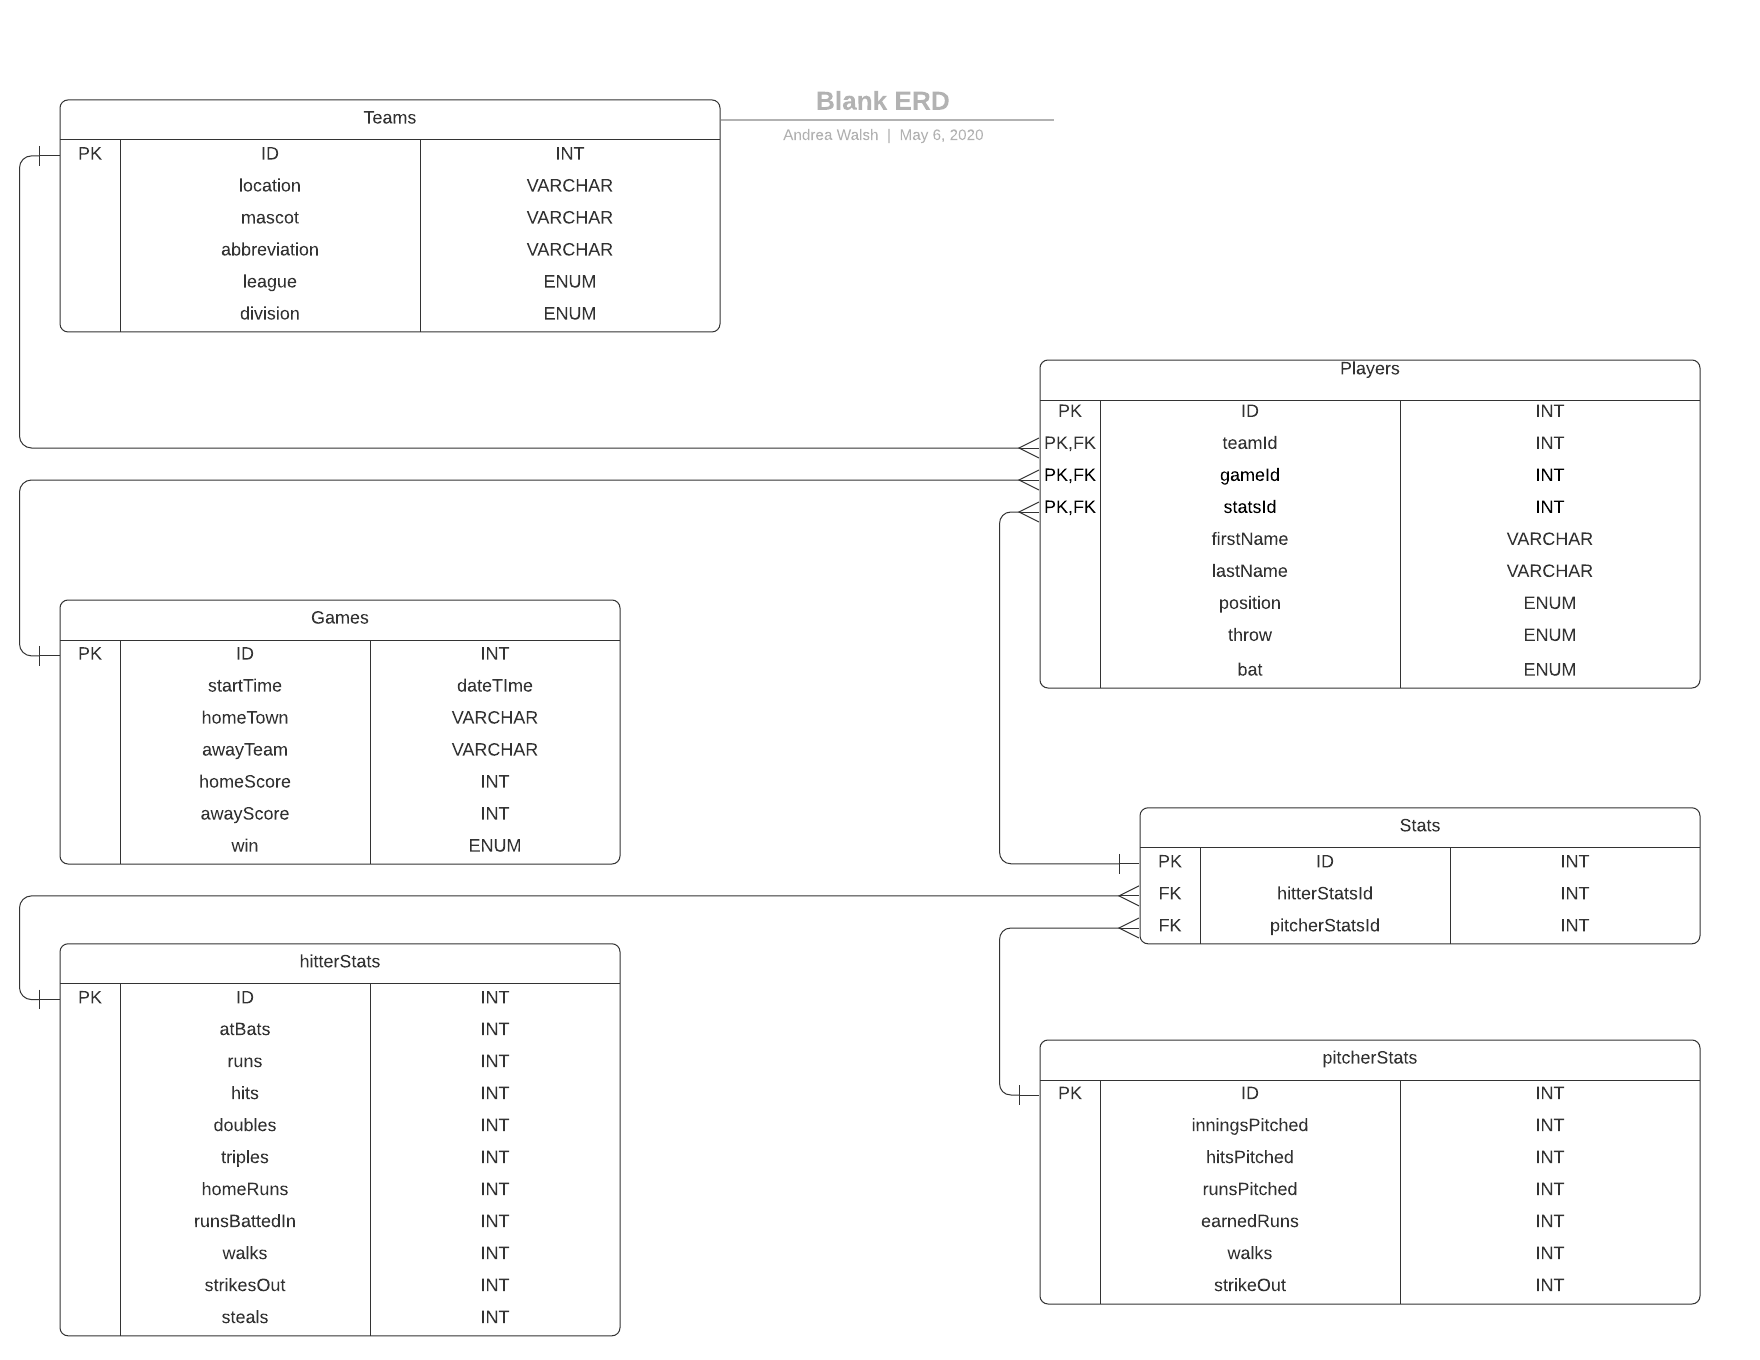 Blank ERD
Andrea Walsh | May 6, 2020
Teams
PK ID INT
location VARCHAR
mascot VARCHAR
abbreviation VARCHAR
league ENUM
division ENUM
Players
PK ID INT
PK,FK teamId INT
PK,FK gameId INT
PK,FK statsId INT
firstName VARCHAR
lastName VARCHAR
position ENUM
throw ENUM
bat ENUM
Games
PK ID INT
startTime dateTIme
homeTown VARCHAR
awayTeam VARCHAR
homeScore INT
awayScore INT
win ENUM
Stats
PK ID INT
FK hitterStatsId INT
FK pitcherStatsId INT
hitterStats
PK ID INT
atBats INT
runs INT
hits INT
doubles INT
triples INT
homeRuns INT
runsBattedIn INT
walks INT
strikesOut INT
steals INT
pitcherStats
PK ID INT
inningsPitched INT
hitsPitched INT
runsPitched INT
earnedRuns INT
walks INT
strikeOut INT